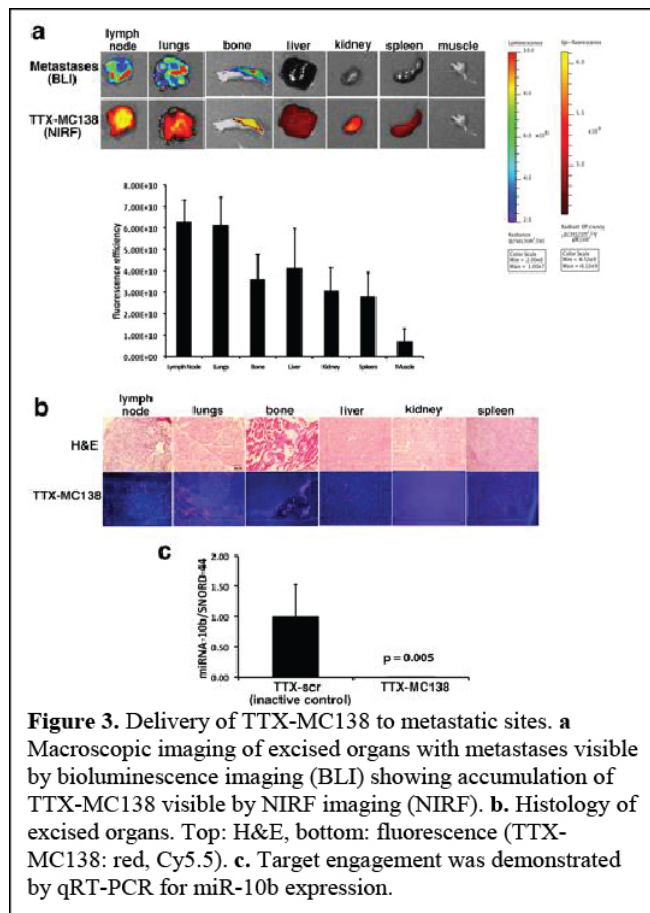 a
lymph node lungs bone liver kidney spleen muscle
Metastases (BLI)
TTX-MC138 (NIRF)
Luminescence
Epi-fluorescence
Color Scale
Color Scale
fluorescence efficiency
8.00E+10
7.00E+10
6.00E+10
5.00E+10
4.00E+10
3.00E+10
2.00E+10
1.00E+10
0.00E+00
Lymph Node Lungs Bone Liver Kidney Spleen Muscle
b
lymph node lungs bone liver kidney spleen
H&E
TTX-MC138
c
miRNA-10b/SNORD-44
2.00
1.50
1.00
0.50
0.00
p = 0.005
TTX-scr TTX-MC138
(inactive control)
Figure 3. Delivery of TTX-MC138 to metastatic sites. a
Macroscopic imaging of excised organs with metastases visible
by bioluminescence imaging (BLI) showing accumulation of
TTX-MC138 visible by NIRF imaging (NIRF). b. Histology of
excised organs. Top: H&E, bottom: fluorescence (TTX-
MC138: red, Cy5.5). c. Target engagement was demonstrated
by qRT-PCR for miR-10b expression.